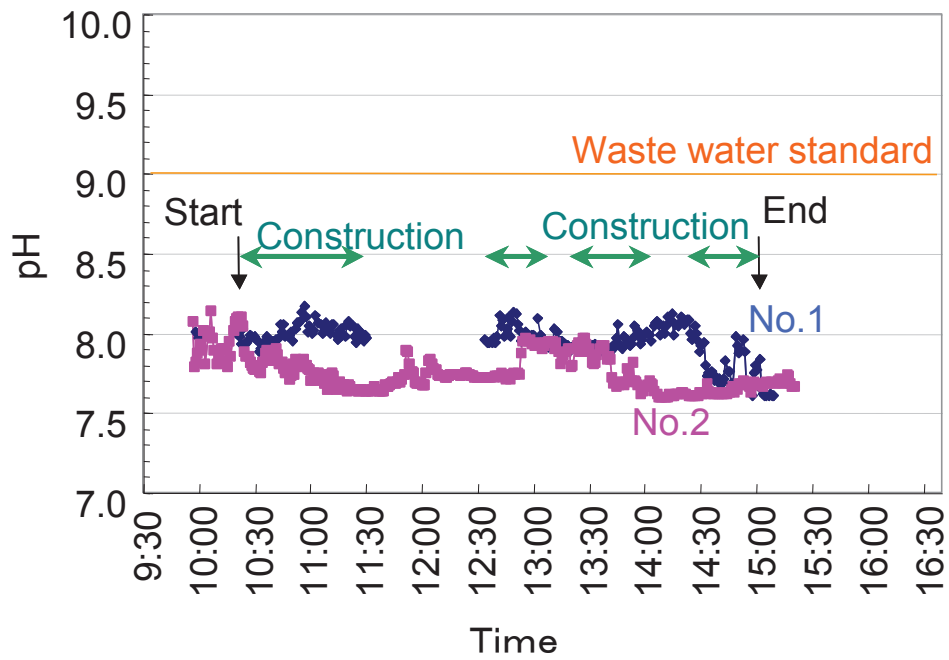 10.0
9.5
Waste water standard
9.0
Start
End
Construction
Construction
8.5
pH
No.1
8.0
7.5
No.2
7.0
9:30
10:00
10:30
11:00
11:30
12:00
12:30
13:00
13:30
14:00
14:30
15:00
15:30
16:00
16:30
Time